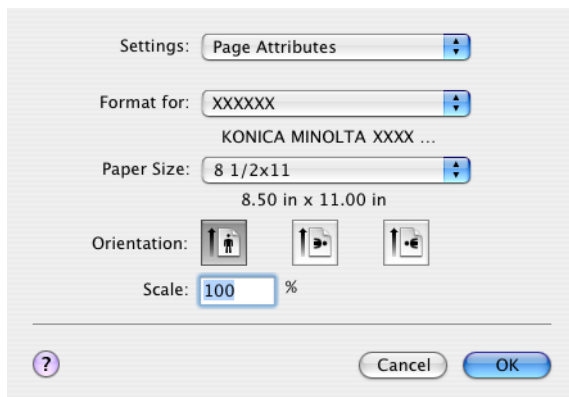 Settings: Page Attributes
Format for: XXXXXX
KONICA MINOLTA XXXX ...
Paper Size: 8 1/2x11
8.50 in x 11.00 in
Orientation:
Scale: 100 %
? Cancel OK